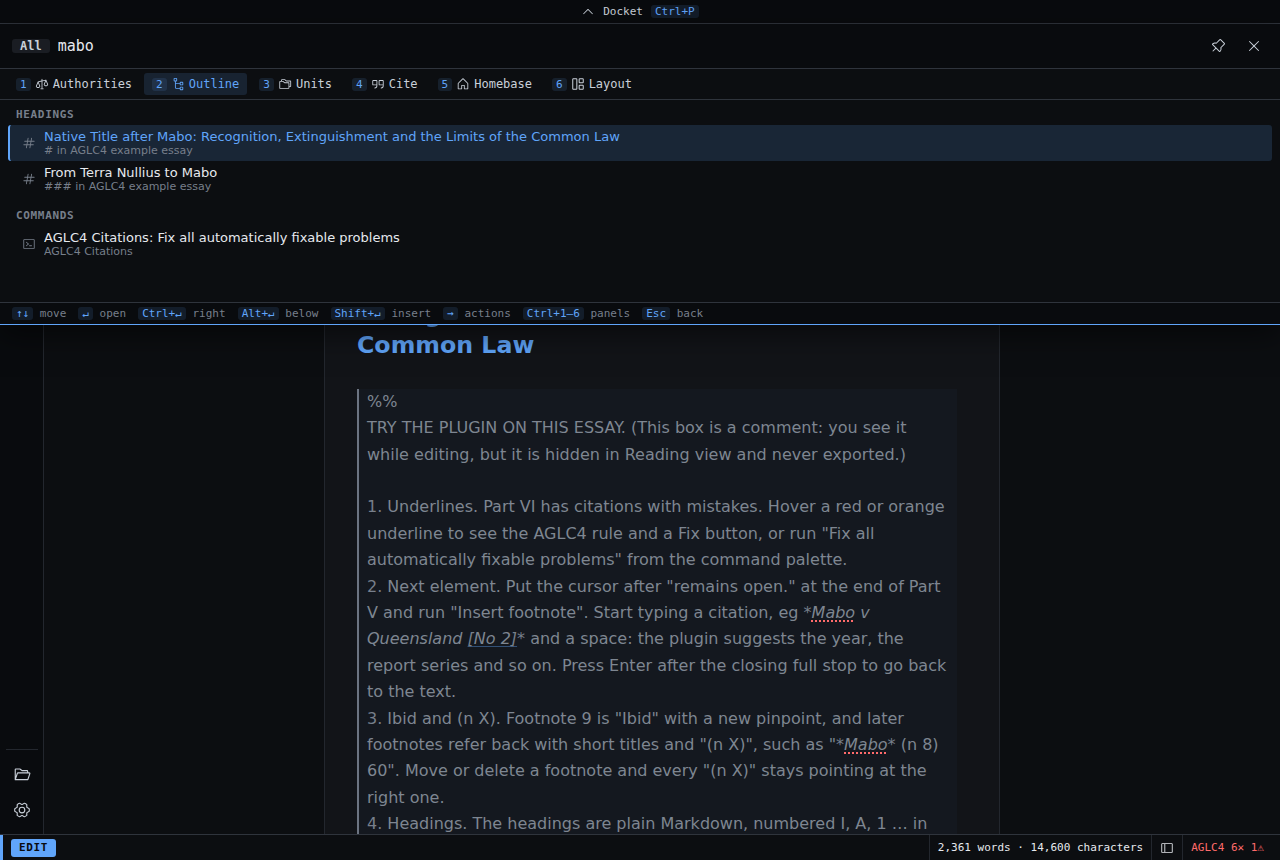 Docket Ctrl+P
All mabo
1 Authorities 2 Outline 3 Units 4 Cite 5 Homebase 6 Layout
HEADINGS
Native Title after Mabo: Recognition, Extinguishment and the Limits of the Common Law
# in AGLC4 example essay
From Terra Nullius to Mabo
### in AGLC4 example essay
COMMANDS
AGLC4 Citations: Fix all automatically fixable problems
AGLC4 Citations
↑↓ move ↵ open Ctrl+↵ right Alt+↵ below Shift+↵ insert → actions Ctrl+1–6 panels Esc back
Common Law
%%
TRY THE PLUGIN ON THIS ESSAY. (This box is a comment: you see it
while editing, but it is hidden in Reading view and never exported.)
1. Underlines. Part VI has citations with mistakes. Hover a red or orange
underline to see the AGLC4 rule and a Fix button, or run "Fix all
automatically fixable problems" from the command palette.
2. Next element. Put the cursor after "remains open." at the end of Part
V and run "Insert footnote". Start typing a citation, eg *Mabo v
Queensland [No 2]* and a space: the plugin suggests the year, the
report series and so on. Press Enter after the closing full stop to go back
to the text.
3. Ibid and (n X). Footnote 9 is "Ibid" with a new pinpoint, and later
footnotes refer back with short titles and "(n X)", such as "*Mabo* (n 8)
60". Move or delete a footnote and every "(n X)" stays pointing at the
right one.
4. Headings. The headings are plain Markdown, numbered I, A, 1 … in
EDIT 2,361 words · 14,600 characters AGLC4 6× 1⚠